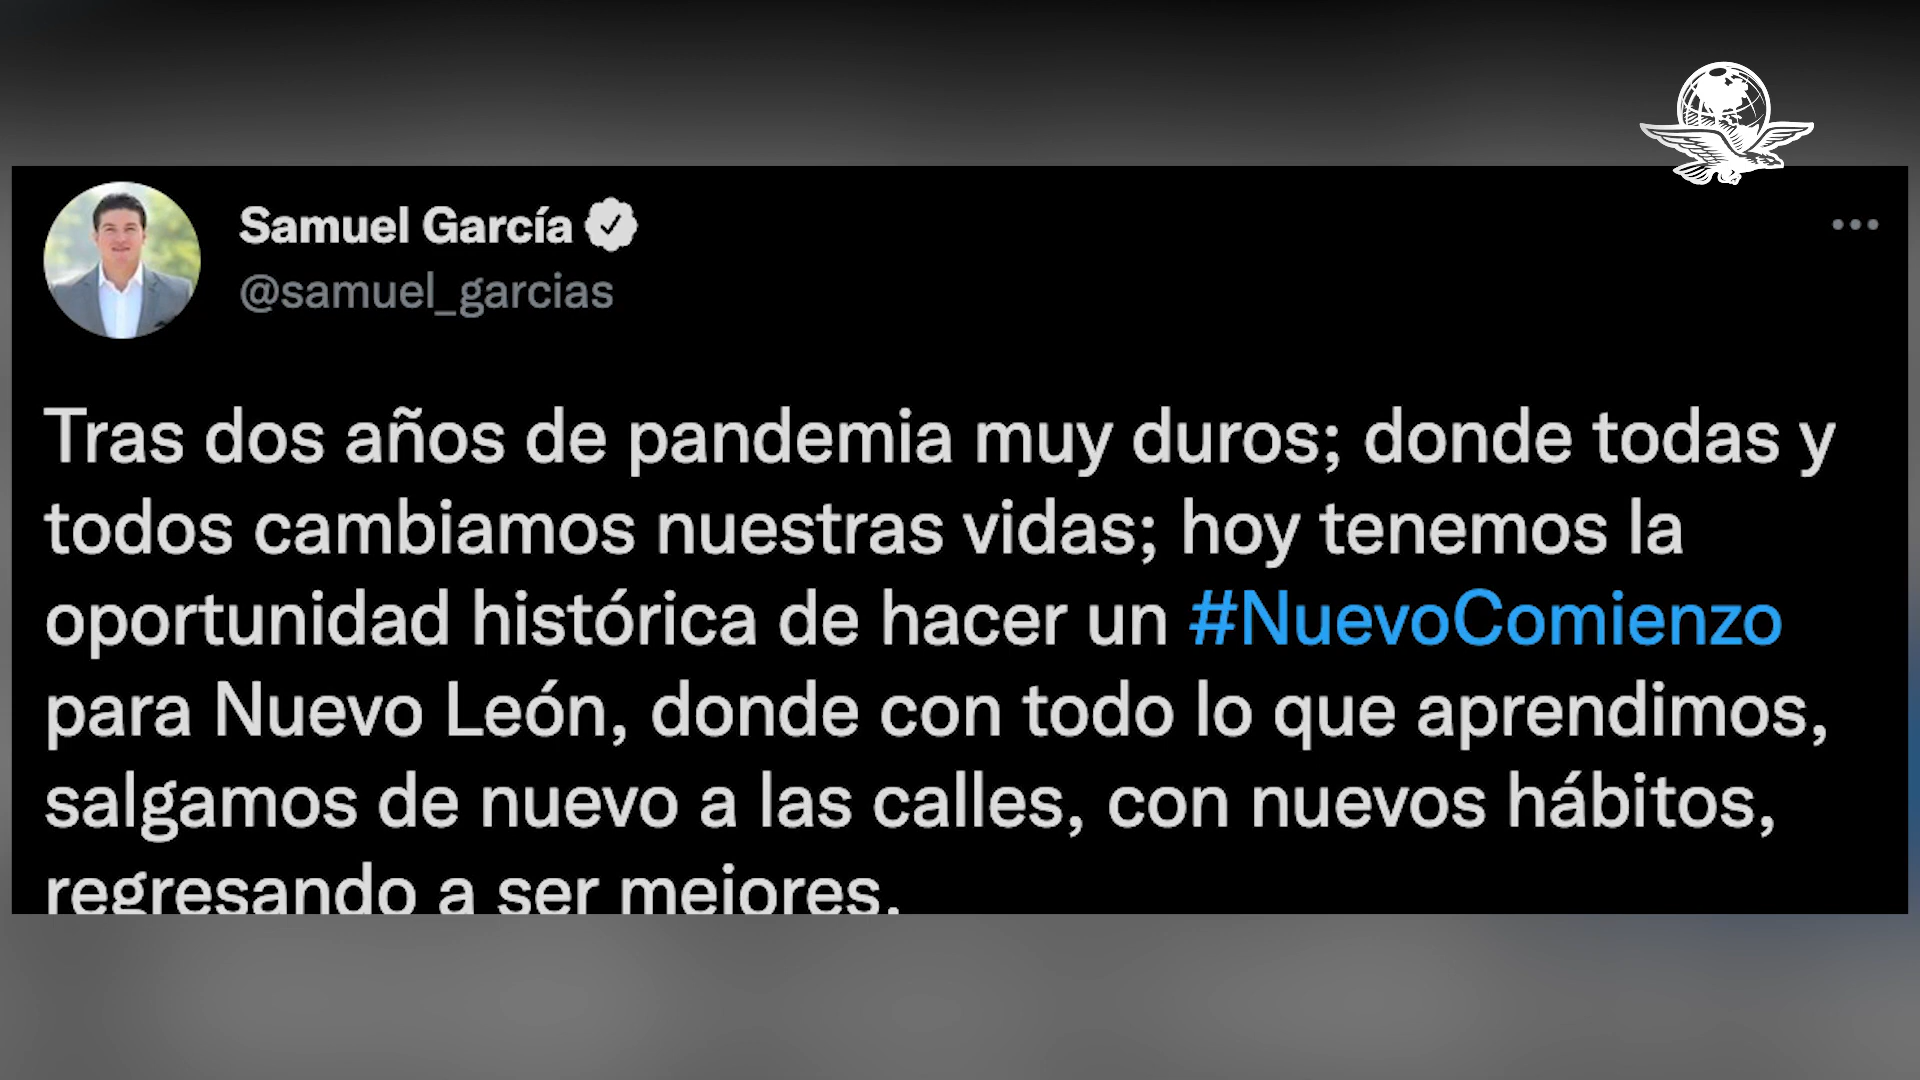 Samuel García
@samuel_garcias
Tras dos años de pandemia muy duros; donde todas y
todos cambiamos nuestras vidas; hoy tenemos la
oportunidad histórica de hacer un #NuevoComienzo
para Nuevo León, donde con todo lo que aprendimos,
salgamos de nuevo a las calles, con nuevos hábitos,
regresando a ser mejores.